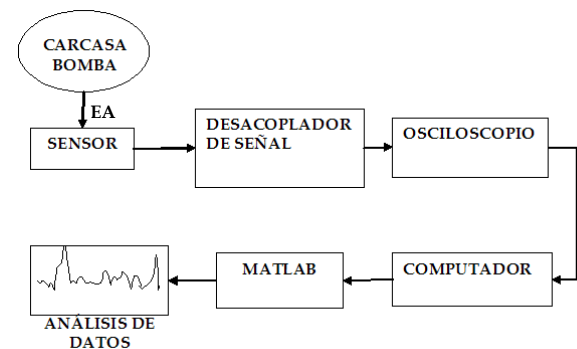 CARCASA
BOMBA
EA
SENSOR
DESACOPLADOR
DE SEÑAL
OSCILOSCOPIO
COMPUTADOR
MATLAB
ANÁLISIS DE
DATOS